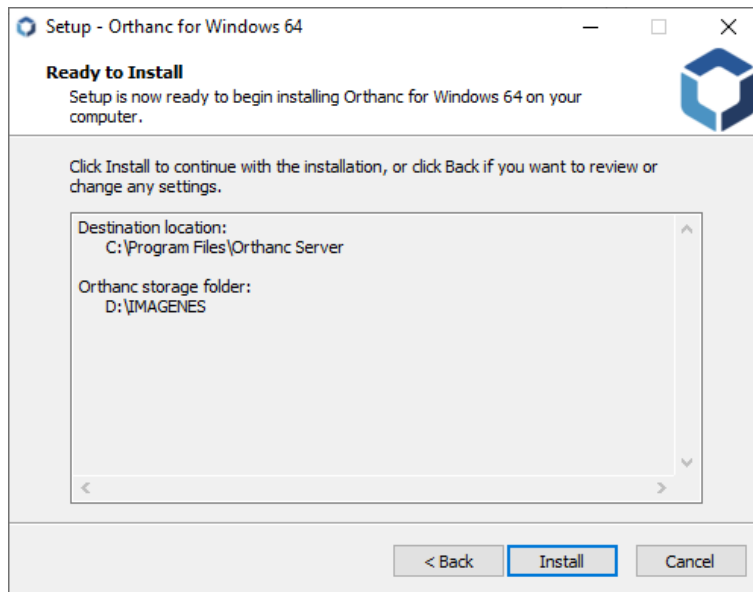 Setup - Orthanc for Windows 64
Ready to Install
Setup is now ready to begin installing Orthanc for Windows 64 on your
computer.
Click Install to continue with the installation, or click Back if you want to review or
change any settings.
Destination location:
C:\Program Files\Orthanc Server
Orthanc storage folder:
D:\IMAGENES
< Back
Install
Cancel